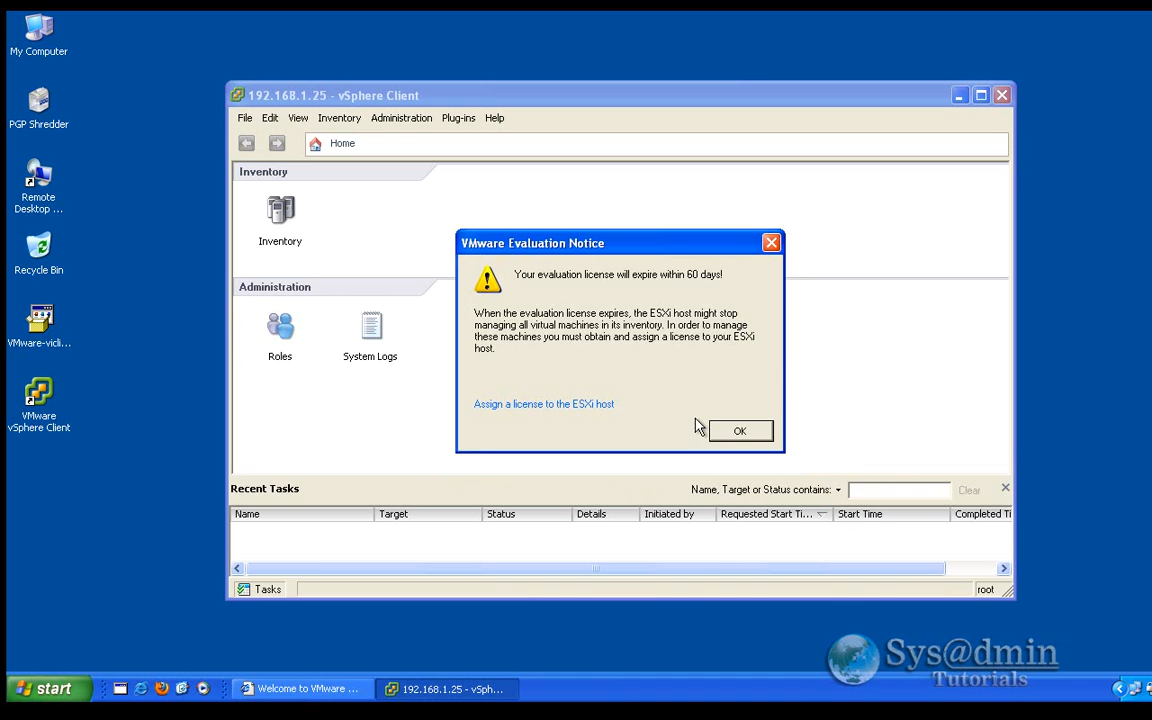 My Computer
PGP Shredder
Remote
Desktop ...
Recycle Bin
VMware-vicli...
VMware
vSphere Client
192.168.1.25 - vSphere Client
File Edit View Inventory Administration Plug-ins Help
Home
Inventory
Inventory
Administration
Roles
System Logs
VMware Evaluation Notice
Your evaluation license will expire within 60 days!
When the evaluation license expires, the ESXi host might stop
managing all virtual machines in its inventory. In order to manage
these machines you must obtain and assign a license to your ESXi
host.
Assign a license to the ESXi host
OK
Recent Tasks
Name, Target or Status contains:
Clear
Name Target Status Details Initiated by Requested Start Ti... Start Time Completed Ti
Tasks
root
Sys@dmin
Tutorials
start
Welcome to VMware ...
192.168.1.25 - vSph...